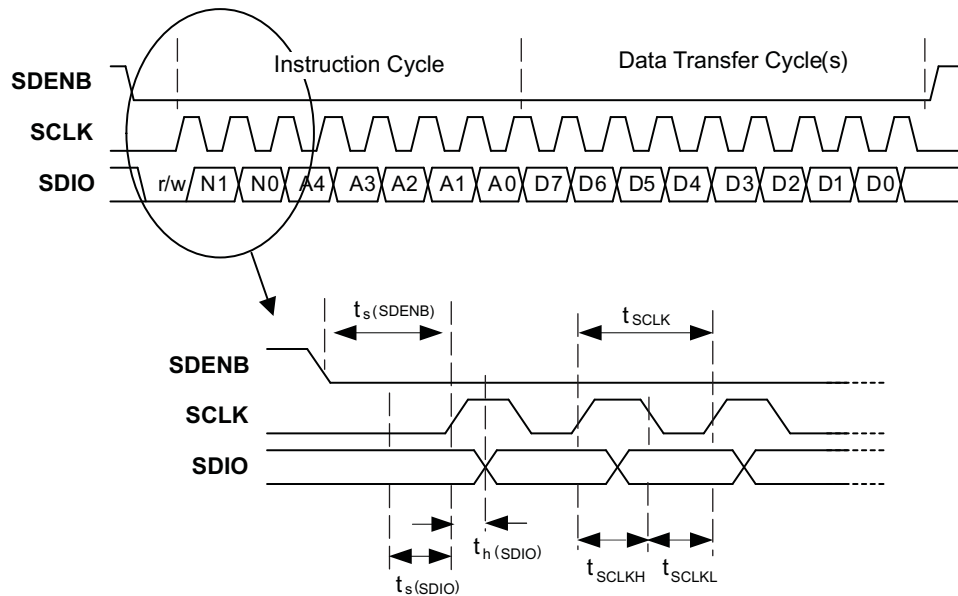 Instruction Cycle
Data Transfer Cycle(s)
SDENB
SCLK
SDIO
r/w N1 N0 A4 A3 A2 A1 A0 D7 D6 D5 D4 D3 D2 D1 D0
ts(SDENB)
tSCLK
SDENB
SCLK
SDIO
th(SDIO)
ts(SDIO)
tSCLKH
tSCLKL